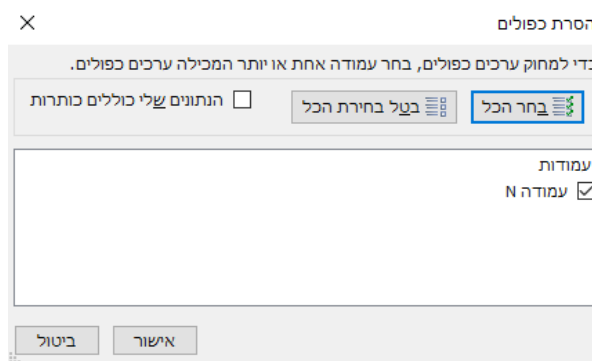 הסרת כפולים
כדי למחוק ערכים כפולים, בחר עמודה אחת או יותר המכילה ערכים כפולים.
בחר הכל
בטל בחירת הכל
הנתונים שלי כוללים כותרות
עמודות
עמודה N
אישור
ביטול